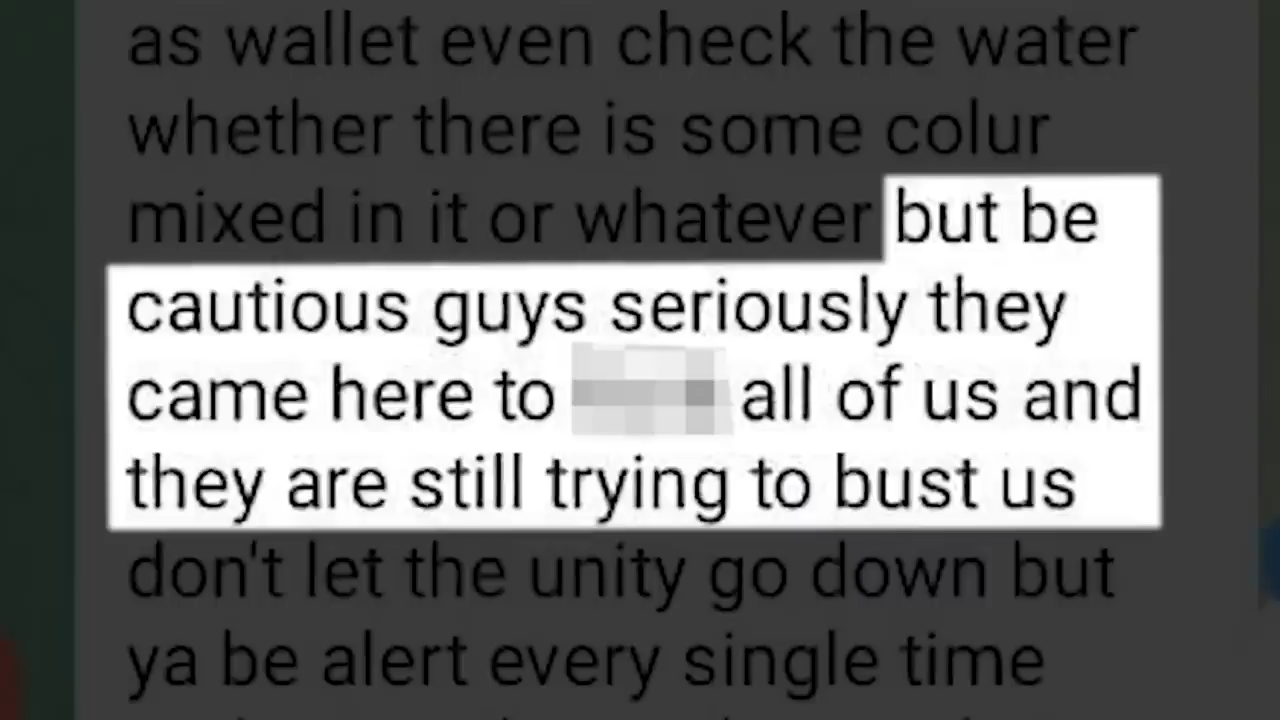 as wallet even check the water
whether there is some colur
mixed in it or whatever but be
cautious guys seriously they
came here to all of us and
they are still trying to bust us
don't let the unity go down but
ya be alert every single time